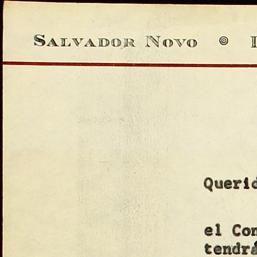 SALVADOR NOVO
Querid
el Con
tendrá